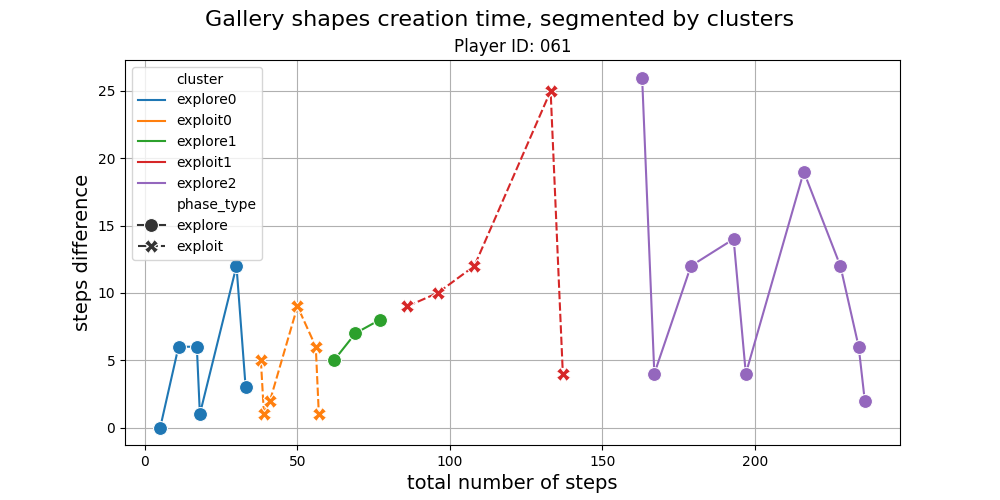 Gallery shapes creation time, segmented by clusters
Player ID: 061
cluster
explore0
exploit0
explore1
exploit1
explore2
phase_type
explore
exploit
steps difference
25
20
15
10
5
0
0
50
100
150
200
total number of steps